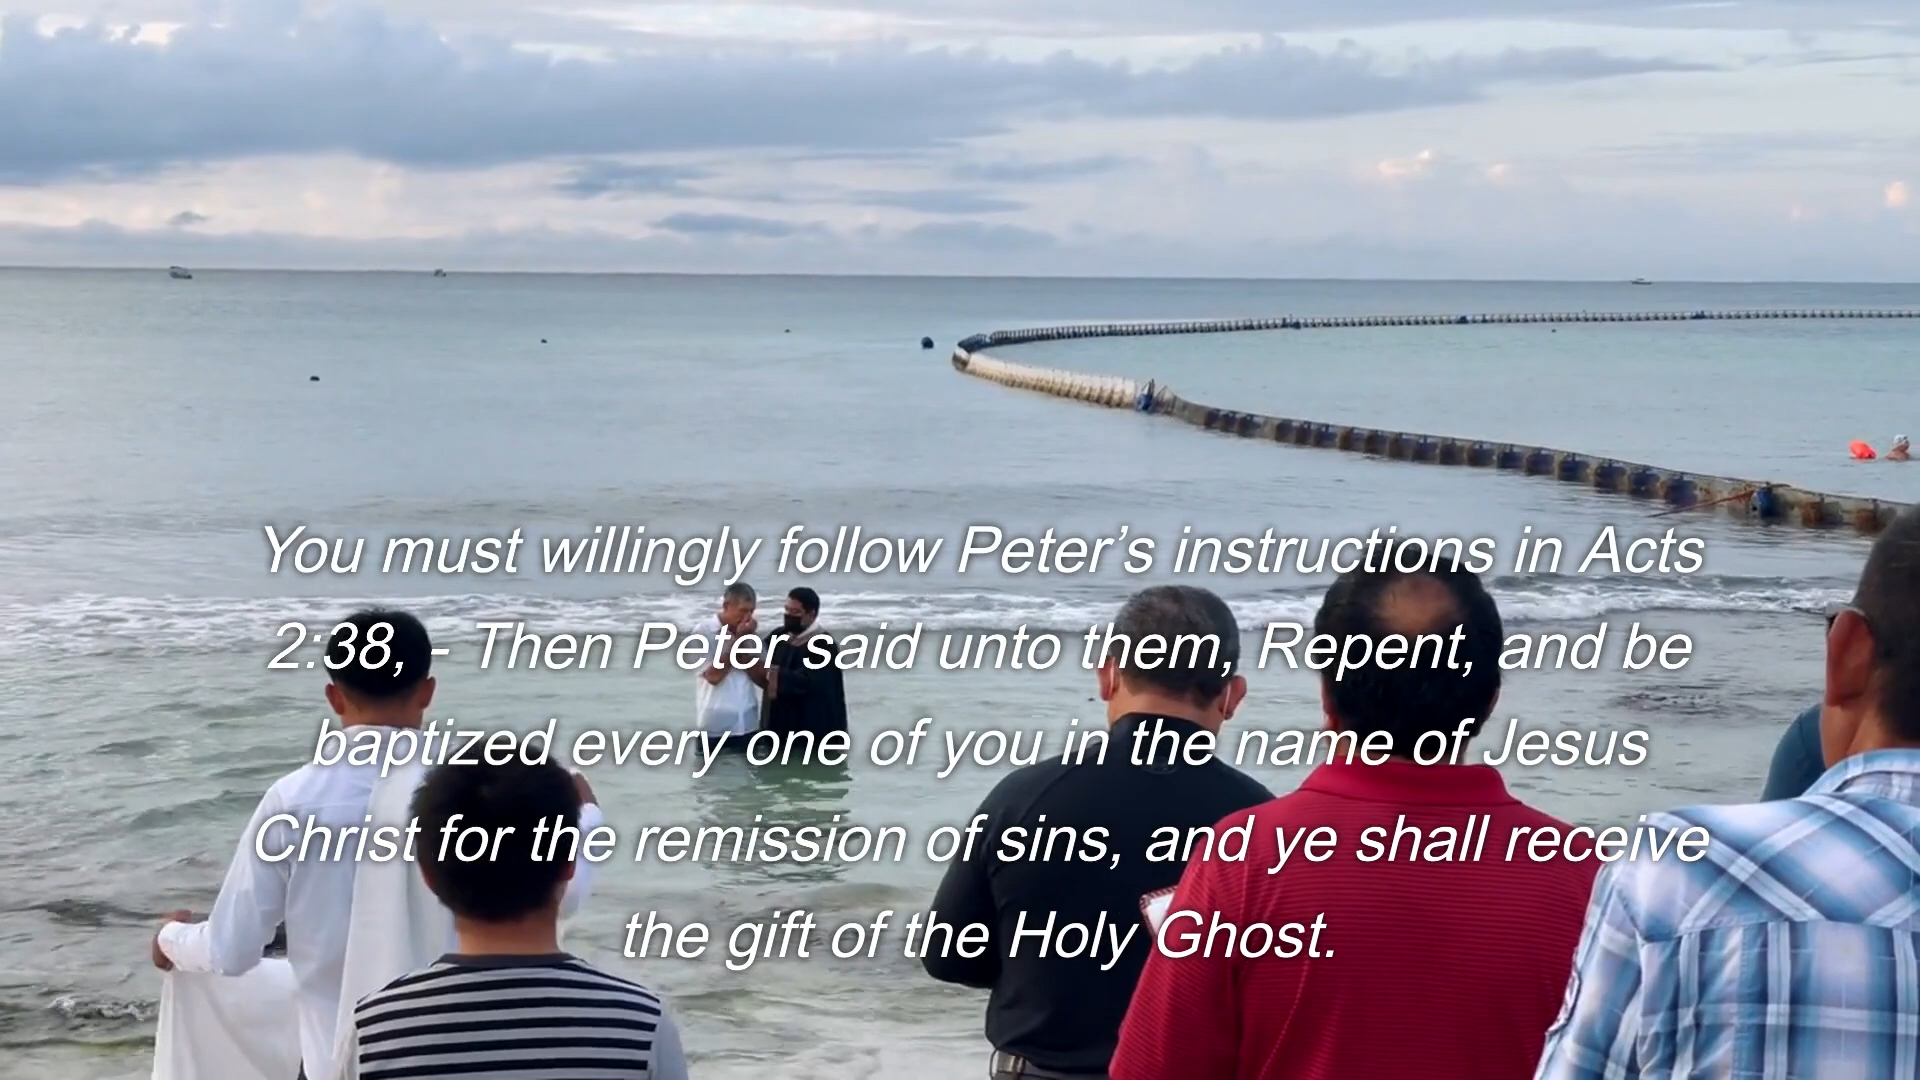 You must willingly follow Peter’s instructions in Acts
2:38, - Then Peter said unto them, Repent, and be
baptized every one of you in the name of Jesus
Christ for the remission of sins, and ye shall receive
the gift of the Holy Ghost.